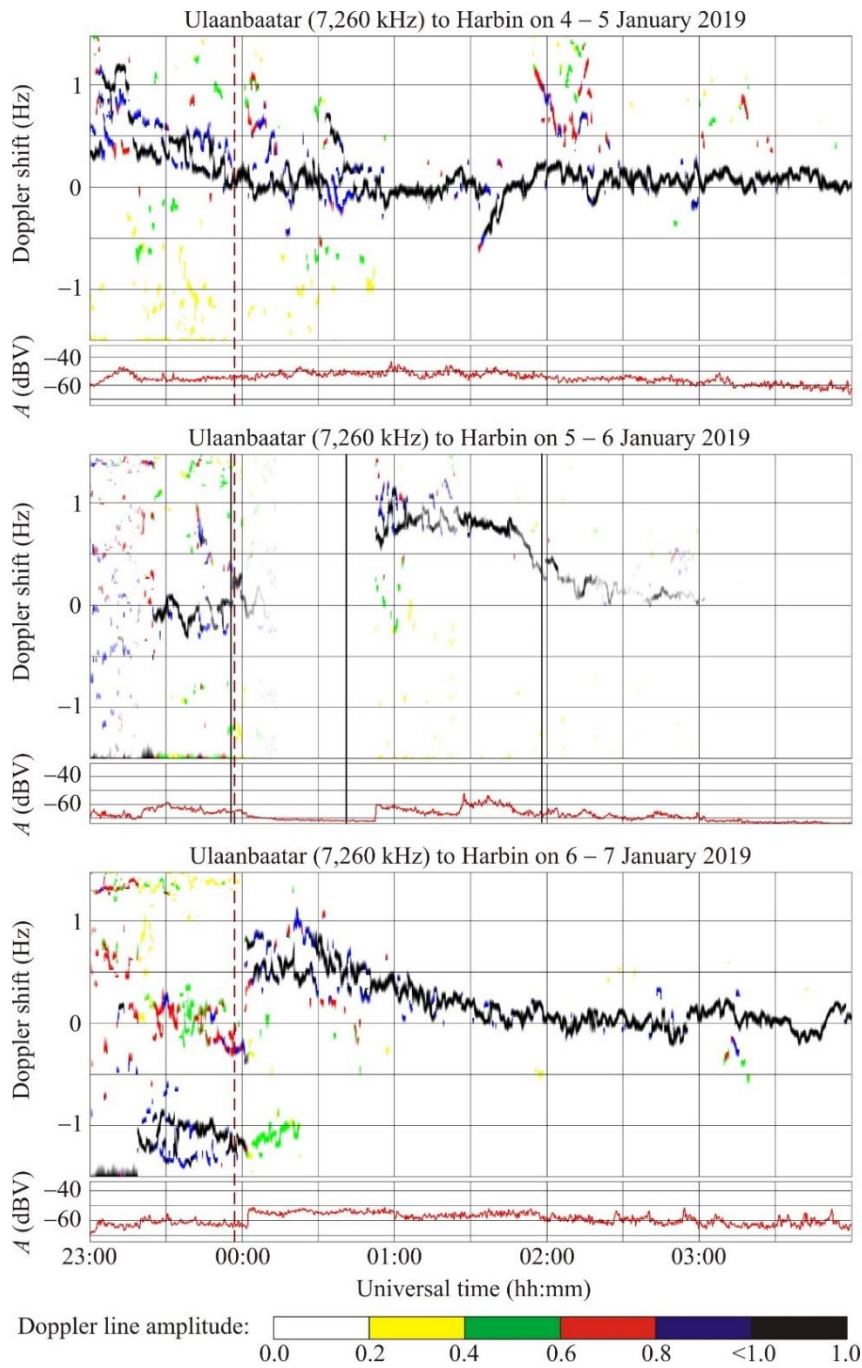 Ulaanbaatar (7,260 kHz) to Harbin on 4 – 5 January 2019
Doppler shift (Hz)
1
0
−1
A (dBV)
−40
−60
Ulaanbaatar (7,260 kHz) to Harbin on 5 – 6 January 2019
Doppler shift (Hz)
1
0
−1
A (dBV)
−40
−60
Ulaanbaatar (7,260 kHz) to Harbin on 6 – 7 January 2019
Doppler shift (Hz)
1
0
−1
A (dBV)
−40
−60
23:00 00:00 01:00 02:00 03:00
Universal time (hh:mm)
Doppler line amplitude:
0.0 0.2 0.4 0.6 0.8 <1.0 1.0